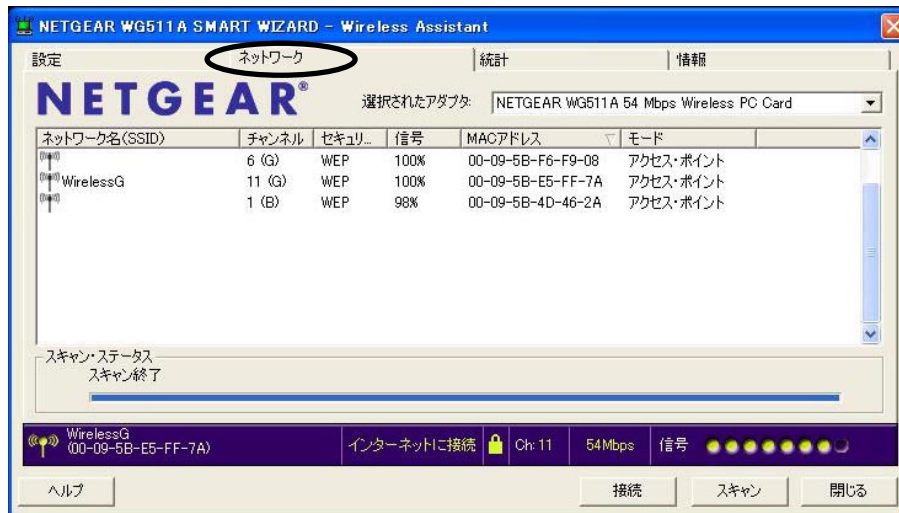 NETGEAR WG511A SMART WIZARD - Wireless Assistant
設定 ネットワーク 統計 情報
NETGEAR® 選択されたアダプタ: NETGEAR WG511A 54 Mbps Wireless PC Card
ネットワーク名(SSID) チャンネル セキュリ... 信号 MACアドレス モード
6 (G) WEP 100% 00-09-5B-F6-F9-08 アクセス・ポイント
WirelessG 11 (G) WEP 100% 00-09-5B-E5-FF-7A アクセス・ポイント
1 (B) WEP 98% 00-09-5B-4D-46-2A アクセス・ポイント
スキャン・ステータス
スキャン終了
WirelessG
(00-09-5B-E5-FF-7A) インターネットに接続 Ch: 11 54Mbps 信号
ヘルプ 接続 スキャン 閉じる